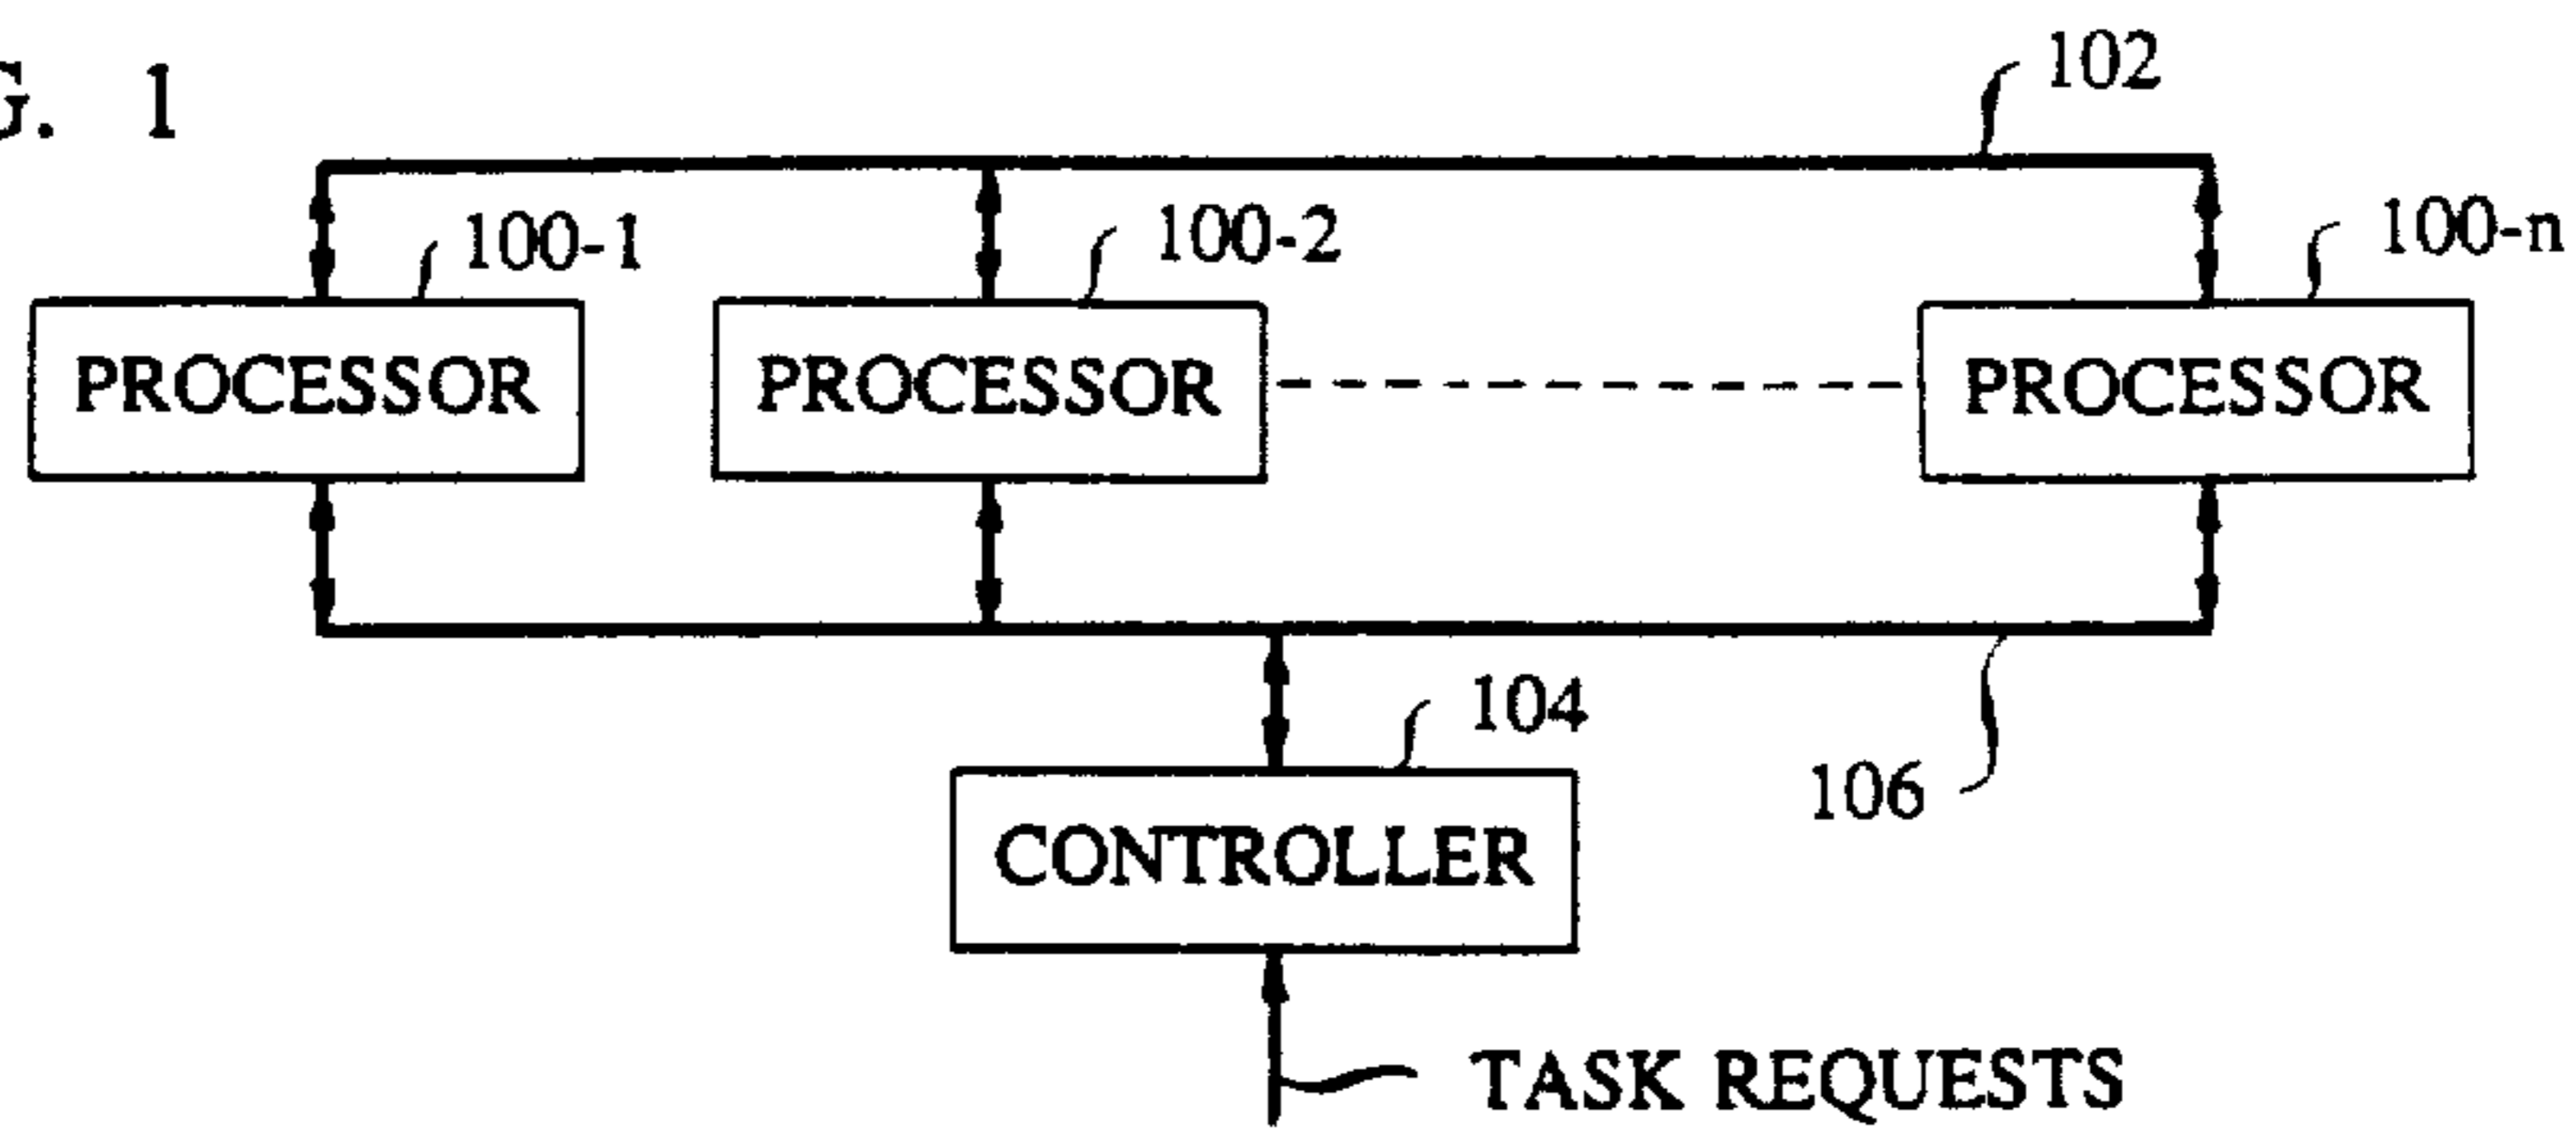 G. 1
102
100-1
100-2
100-n
PROCESSOR
PROCESSOR
PROCESSOR
104
106
CONTROLLER
TASK REQUESTS